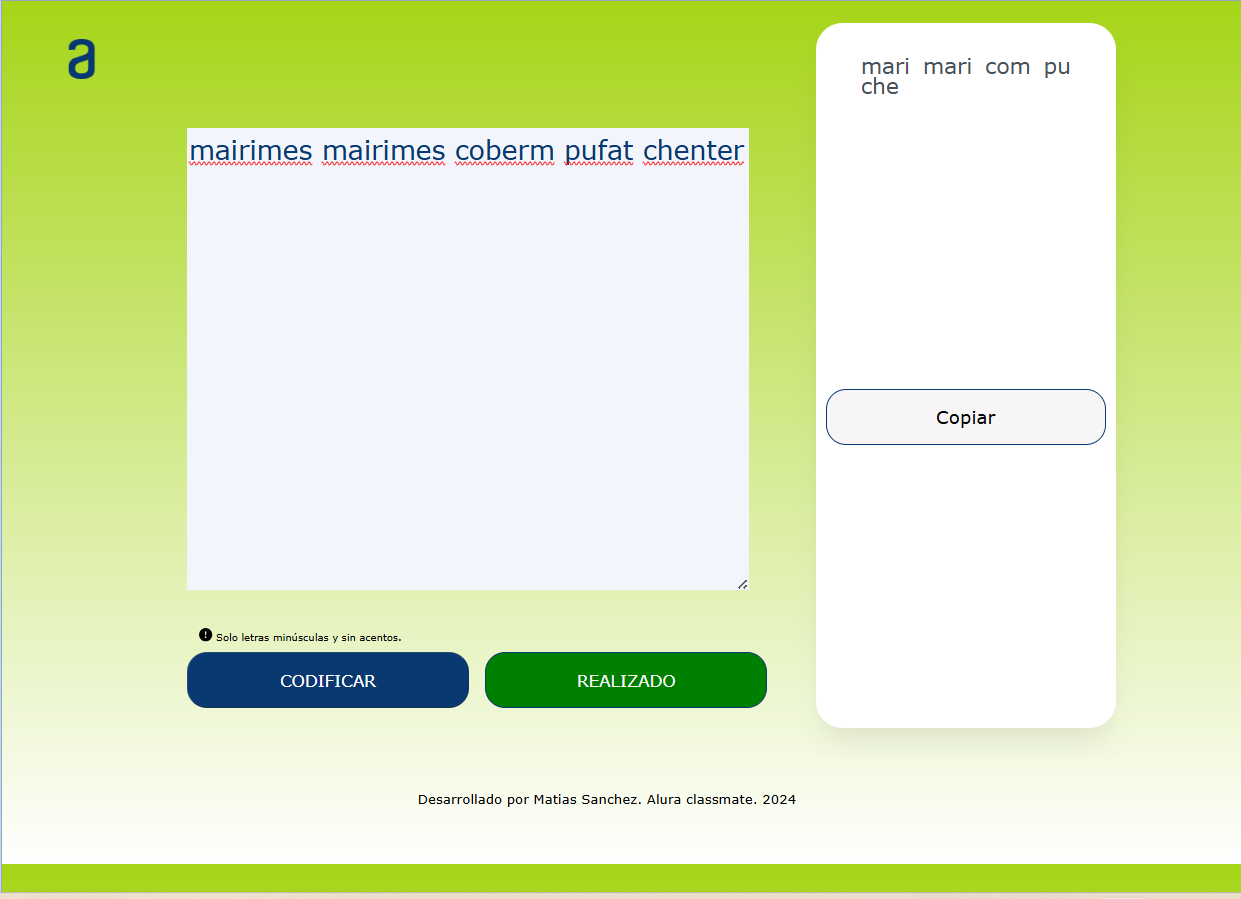 a
mairimes mairimes coberm pufat chenter
Solo letras minúsculas y sin acentos.
CODIFICAR
REALIZADO
mari mari com pu
che
Copiar
Desarrollado por Matias Sanchez. Alura classmate. 2024